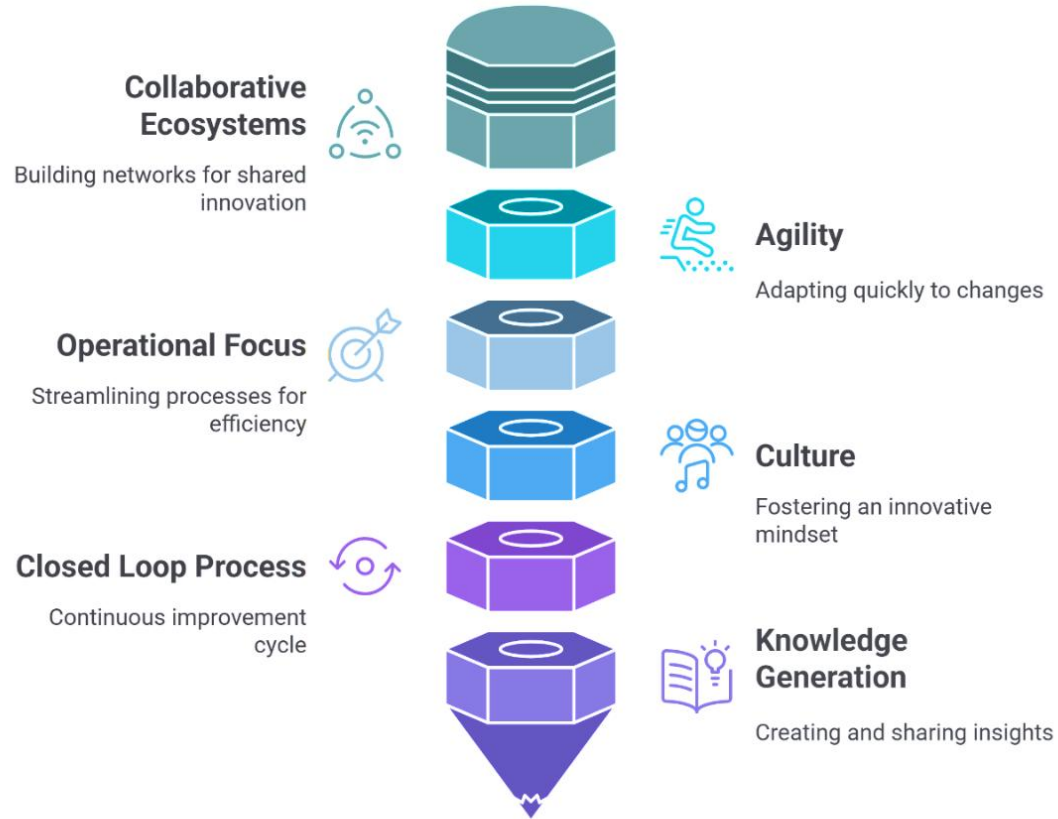 Collaborative
Ecosystems
Building networks for shared
innovation
Agility
Adapting quickly to changes
Operational Focus
Streamlining processes for
efficiency
Culture
Fostering an innovative
mindset
Closed Loop Process
Continuous improvement
cycle
Knowledge
Generation
Creating and sharing insights